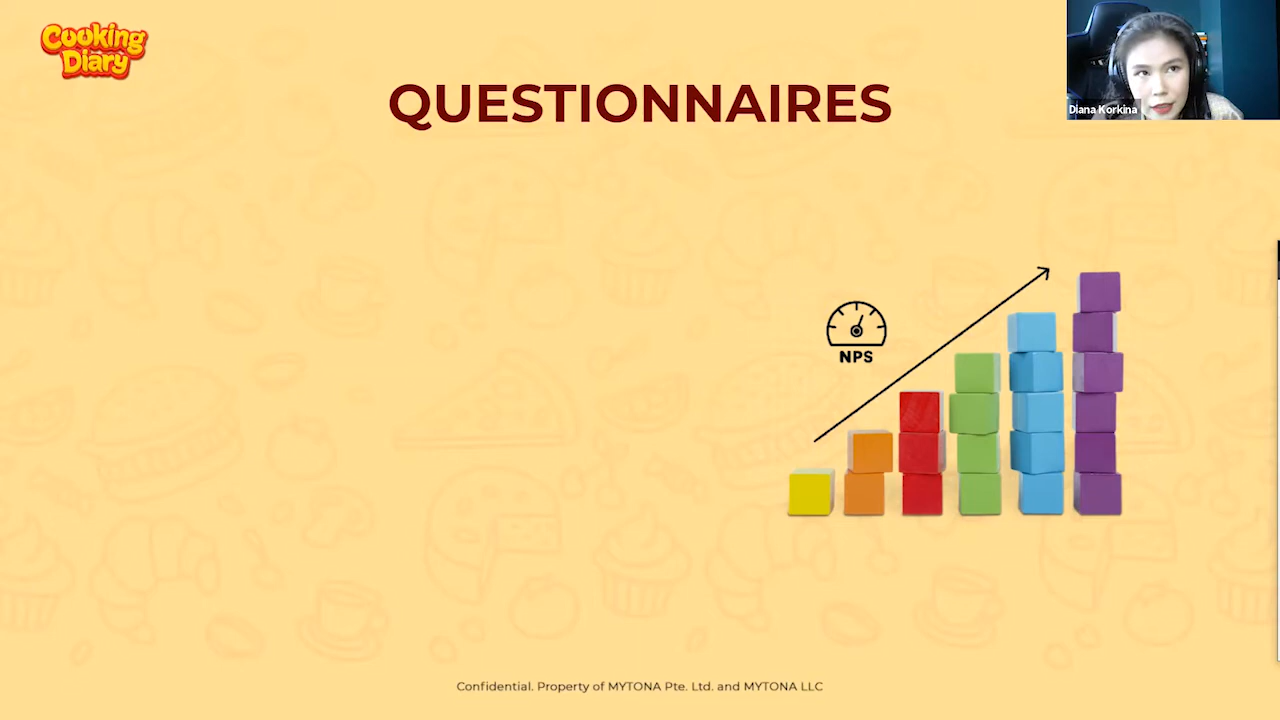 Cooking
Diary
QUESTIONNAIRES
Diana Korkina
NPS
Confidential. Property of MYTONA Pte. Ltd. and MYTONA LLC